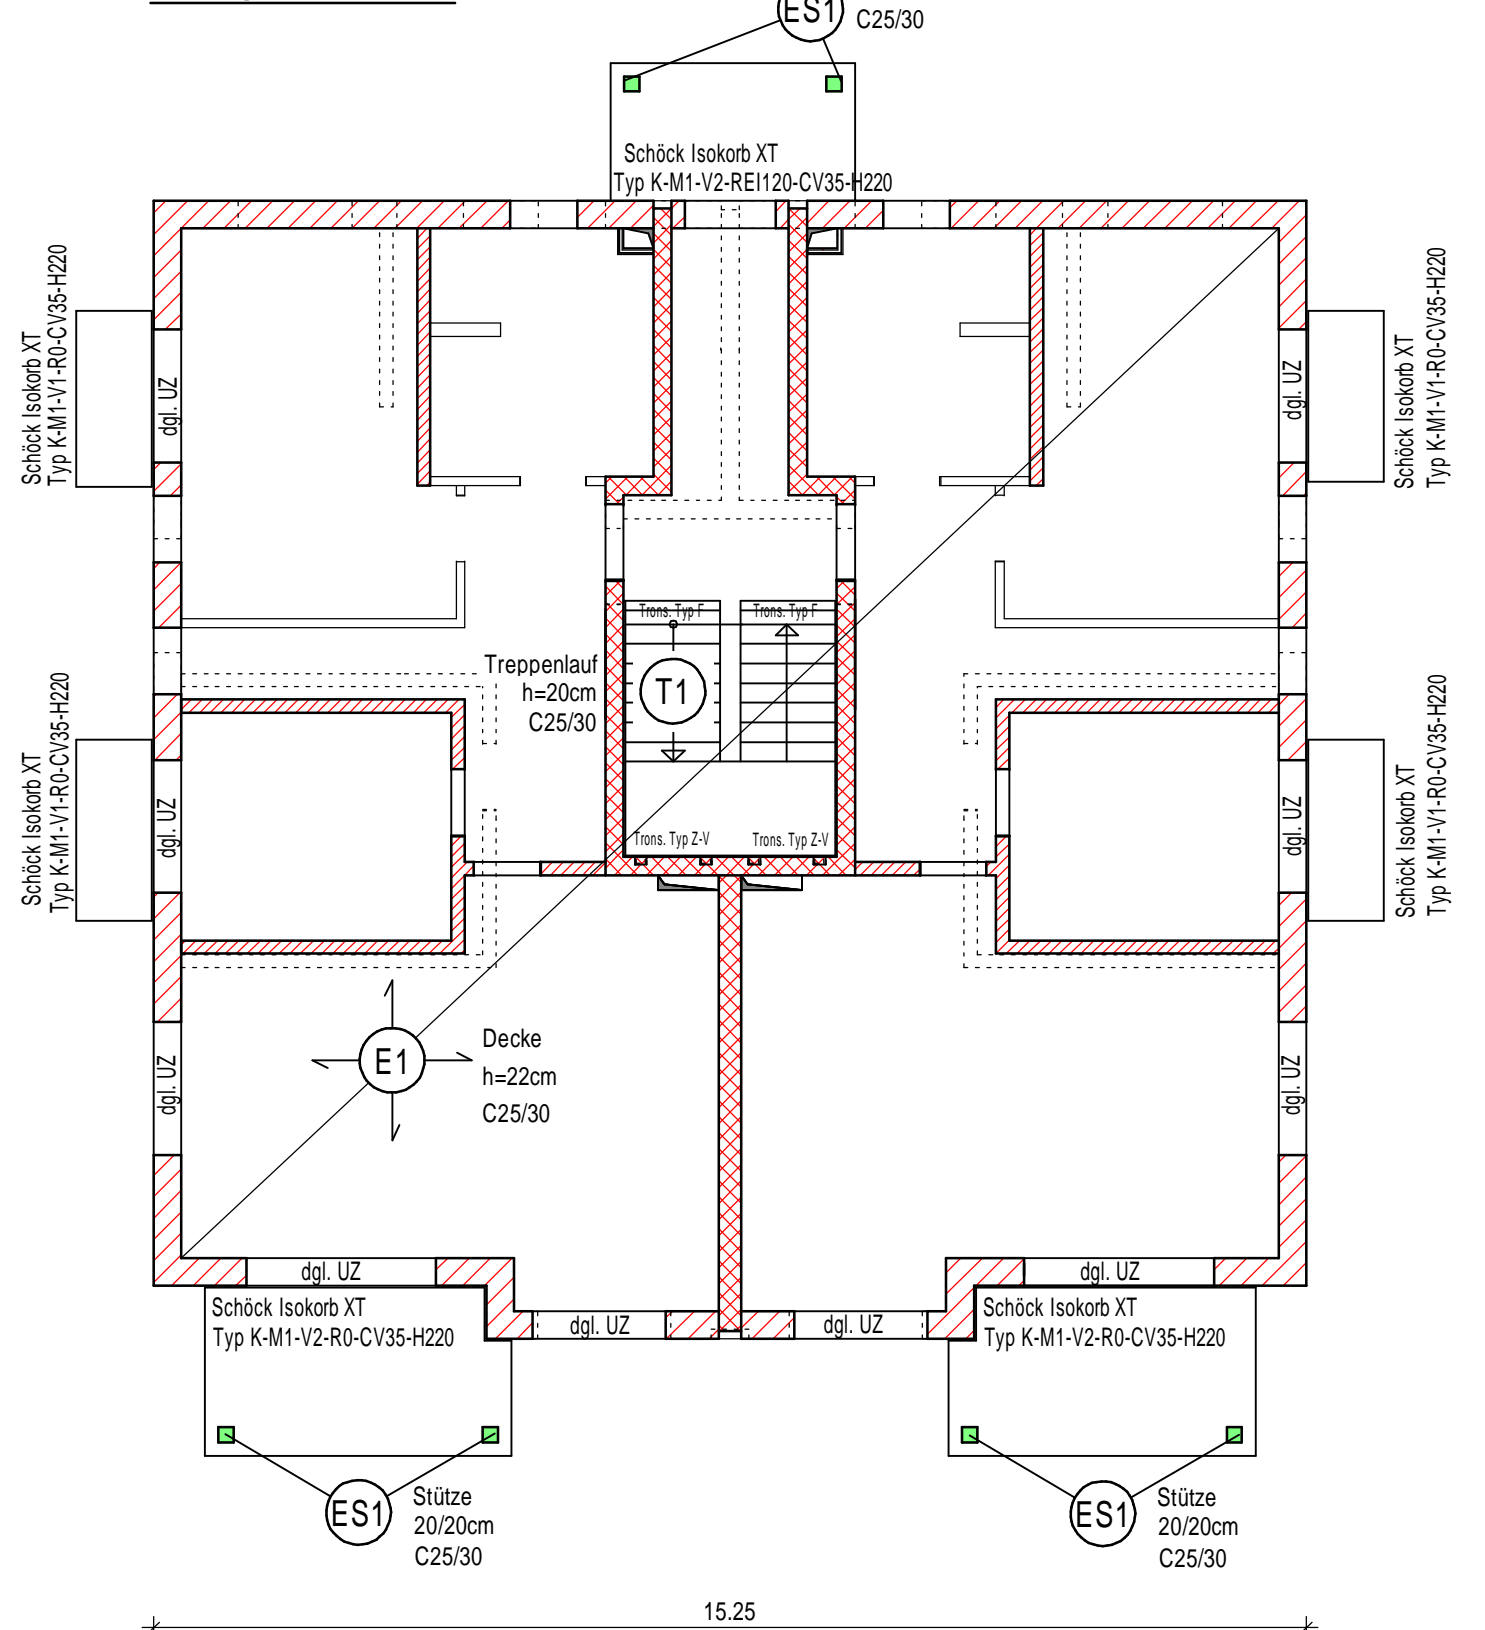 ES1
C25/30
Schöck Isokorb XT
Typ K-M1-V2-REI120-CV35-H220
Schöck Isokorb XT
Typ K-M1-V1-R0-CV35-H220
dgl. UZ
dgl. UZ
Schöck Isokorb XT
Typ K-M1-V1-R0-CV35-H220
Trons. Typ F
Trons. Typ F
Treppenlauf
h=20cm
C25/30
T1
Schöck Isokorb XT
Typ K-M1-V1-R0-CV35-H220
dgl. UZ
Trons. Typ Z-V
Trons. Typ Z-V
dgl. UZ
Schöck Isokorb XT
Typ K-M1-V1-R0-CV35-H220
E1
Decke
h=22cm
C25/30
dgl. UZ
dgl. UZ
dgl. UZ
dgl. UZ
Schöck Isokorb XT
Typ K-M1-V2-R0-CV35-H220
dgl. UZ
dgl. UZ
Schöck Isokorb XT
Typ K-M1-V2-R0-CV35-H220
ES1
Stütze
20/20cm
C25/30
ES1
Stütze
20/20cm
C25/30
15.25